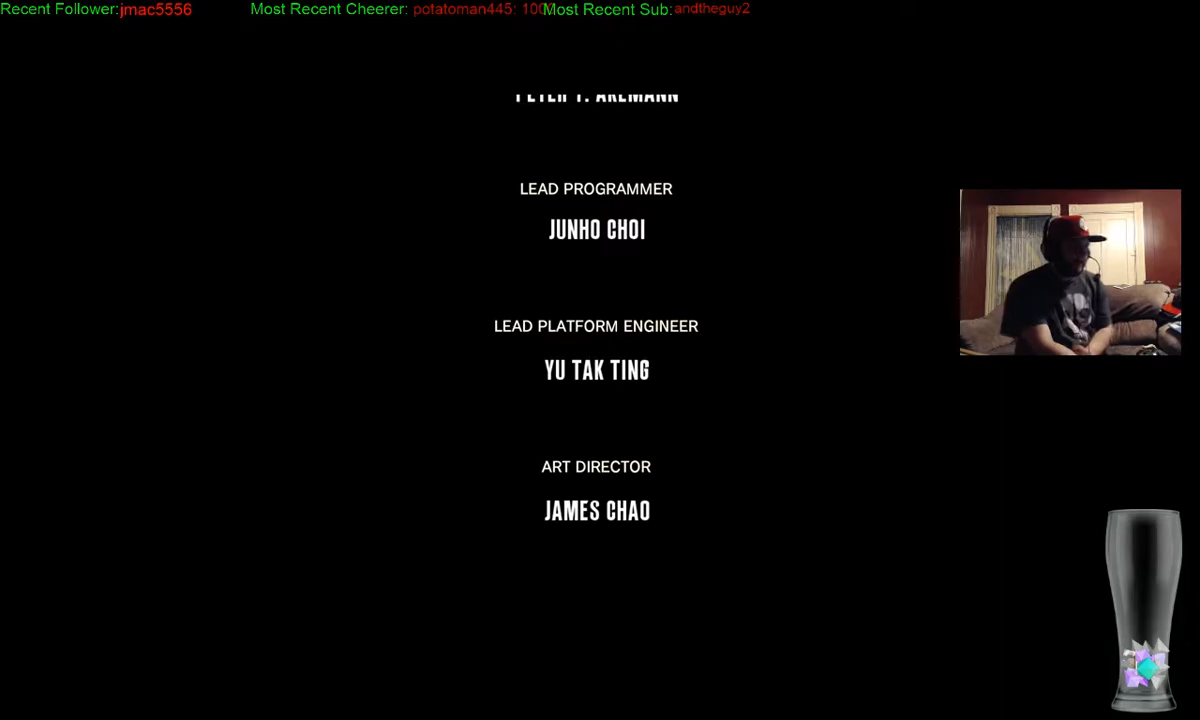 Recent Follower:jmac5556
Most Recent Cheerer: potatoman445: 100
Most Recent Sub:andtheguy2
LEAD PROGRAMMER
JUNHO CHOI
LEAD PLATFORM ENGINEER
YU TAK TING
ART DIRECTOR
JAMES CHAO